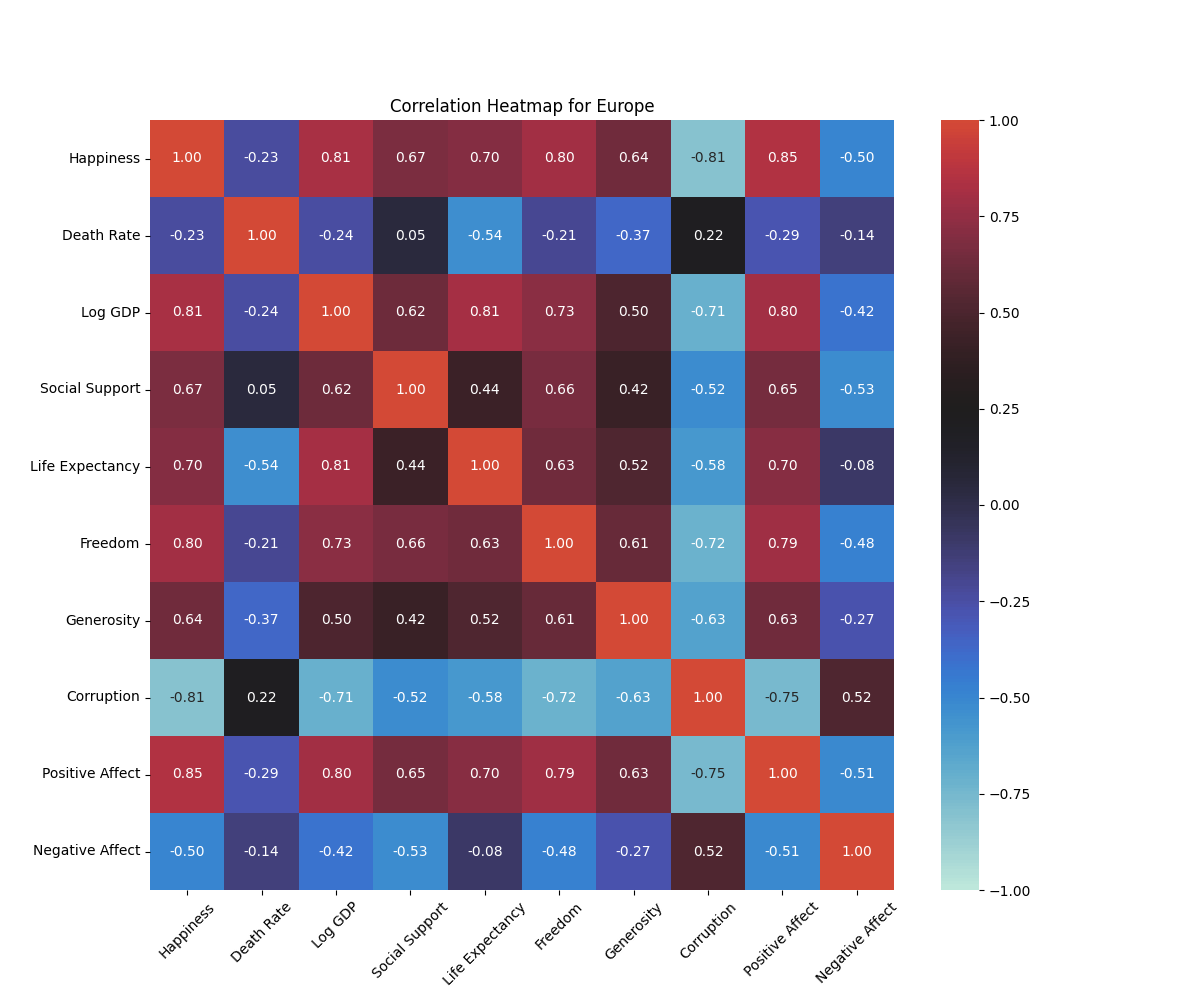 Correlation Heatmap for Europe
Happiness 1.00 -0.23 0.81 0.67 0.70 0.80 0.64 -0.81 0.85 -0.50
Death Rate -0.23 1.00 -0.24 0.05 -0.54 -0.21 -0.37 0.22 -0.29 -0.14
Log GDP 0.81 -0.24 1.00 0.62 0.81 0.73 0.50 -0.71 0.80 -0.42
Social Support 0.67 0.05 0.62 1.00 0.44 0.66 0.42 -0.52 0.65 -0.53
Life Expectancy 0.70 -0.54 0.81 0.44 1.00 0.63 0.52 -0.58 0.70 -0.08
Freedom 0.80 -0.21 0.73 0.66 0.63 1.00 0.61 -0.72 0.79 -0.48
Generosity 0.64 -0.37 0.50 0.42 0.52 0.61 1.00 -0.63 0.63 -0.27
Corruption -0.81 0.22 -0.71 -0.52 -0.58 -0.72 -0.63 1.00 -0.75 0.52
Positive Affect 0.85 -0.29 0.80 0.65 0.70 0.79 0.63 -0.75 1.00 -0.51
Negative Affect -0.50 -0.14 -0.42 -0.53 -0.08 -0.48 -0.27 0.52 -0.51 1.00
Happiness Death Rate Log GDP Social Support Life Expectancy Freedom Generosity Corruption Positive Affect Negative Affect
1.00
0.75
0.50
0.25
0.00
−0.25
−0.50
−0.75
−1.00